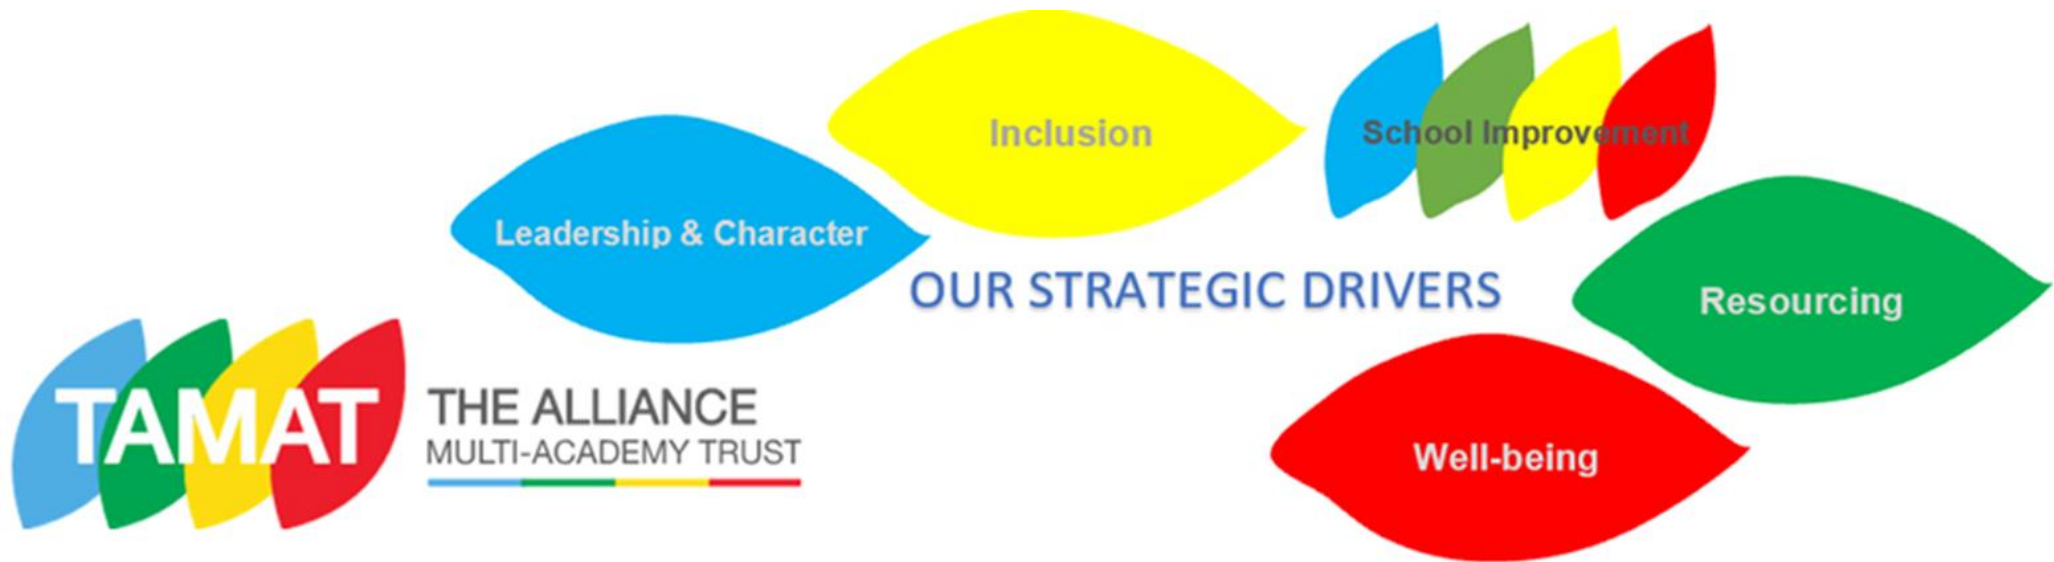 Inclusion
School Improvement
Leadership & Character
OUR STRATEGIC DRIVERS
Resourcing
TAMAT
THE ALLIANCE
MULTI-ACADEMY TRUST
Well-being